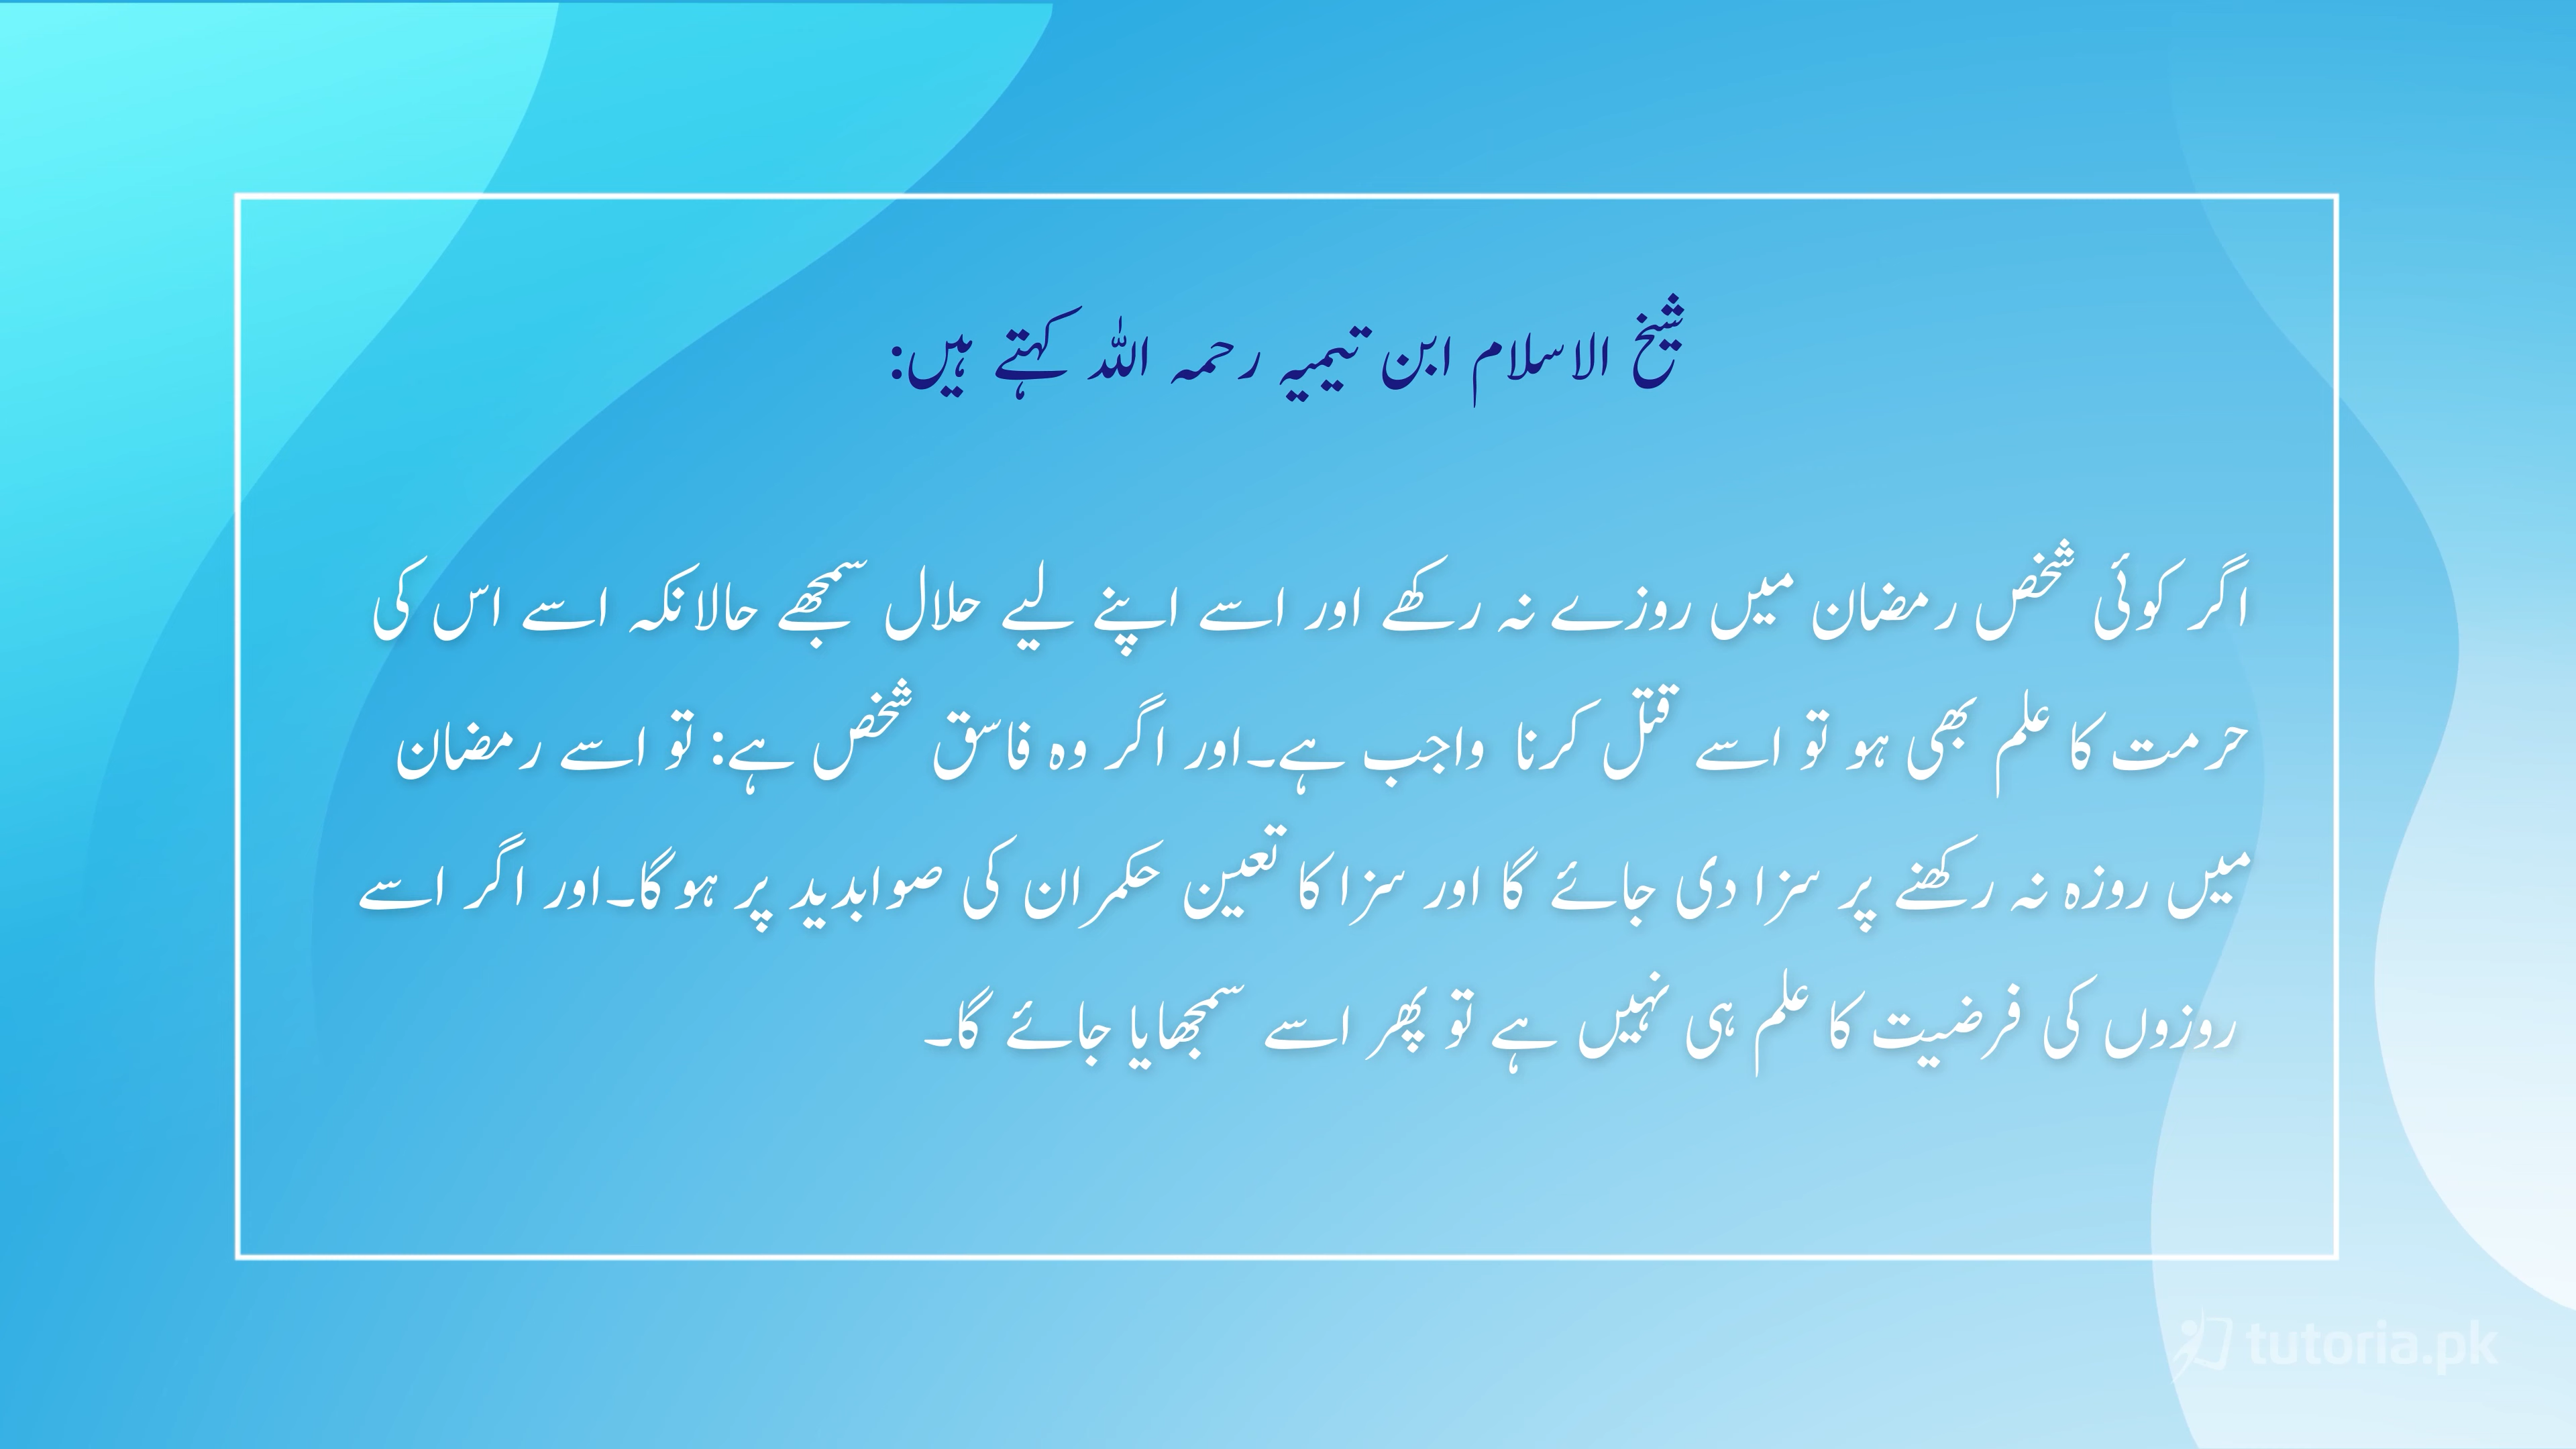 شیخ الاسلام ابن تیمیہ رحمہ اللہ کہتے ہیں:
اگر کوئی شخص رمضان میں روزے نہ رکھے اور اسے اپنے لیے حلال سمجھے حالانکہ اسے اس کی
حرمت کا علم بھی ہو تو اسے قتل کرنا واجب ہے۔اور اگر وہ فاسق شخص ہے: تو اسے رمضان
میں روزہ نہ رکھنے پر سزا دی جائے گا اور سزا کا تعین حکمران کی صوابدید پر ہو گا۔اور اگر اسے
روزوں کی فرضیت کا علم ہی نہیں ہے تو پھر اسے سمجھایا جائے گا۔
tutoria.pk